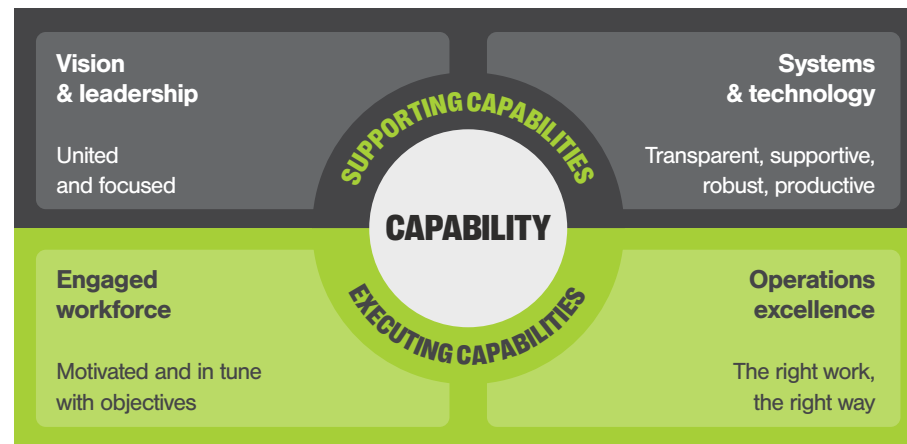 Vision
& leadership
United
and focused
Systems
& technology
Transparent, supportive,
robust, productive
SUPPORTING CAPABILITIES
CAPABILITY
EXECUTING CAPABILITIES
Engaged
workforce
Motivated and in tune
with objectives
Operations
excellence
The right work,
the right way